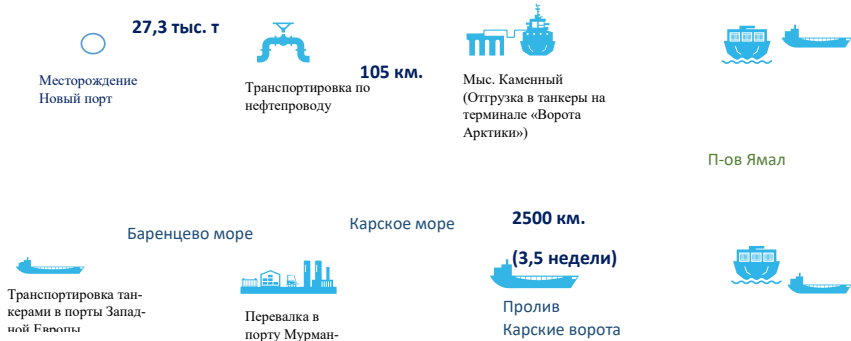 27,3 тыс. т
Месторождение
Новый порт
Транспортировка по
нефтепроводу
105 км.
Мыс. Каменный
(Отгрузка в танкеры на
терминале «Ворота
Арктики»)
П-ов Ямал
Баренцево море
Карское море
2500 км.
(3,5 недели)
Транспортировка тан-
керами в порты Запад-
ной Европы
Перевалка в
порту Мурман-
Пролив
Карские ворота